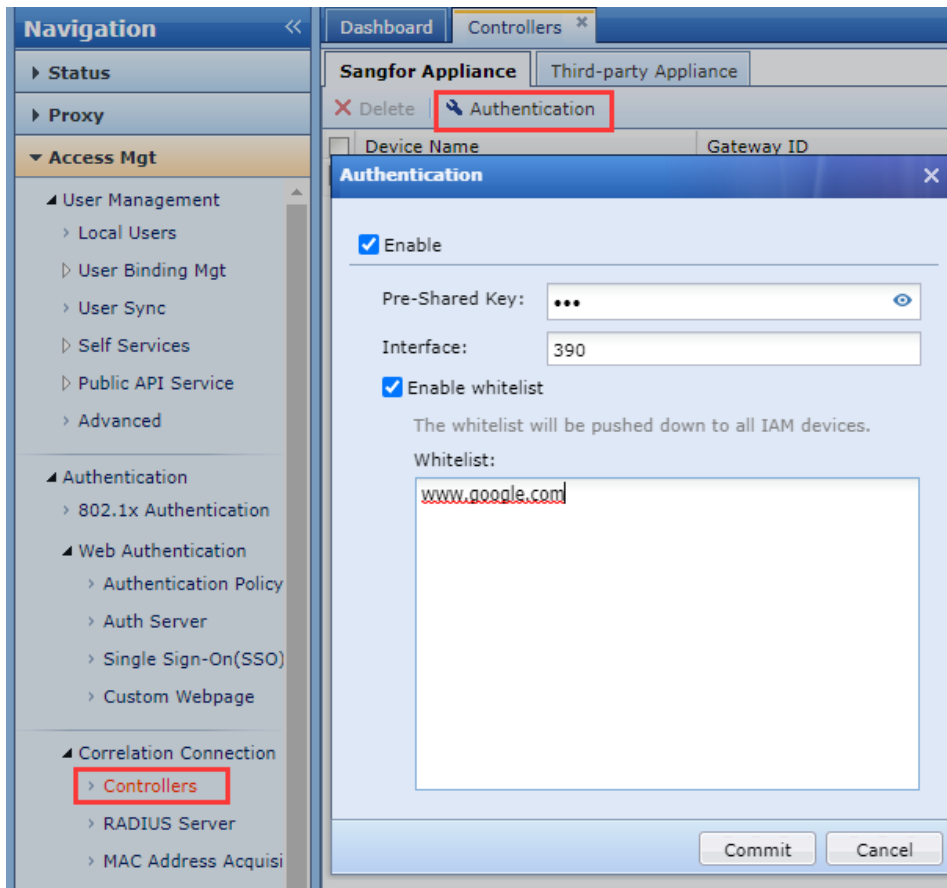 Navigation
Status
Proxy
Access Mgt
User Management
Local Users
User Binding Mgt
User Sync
Self Services
Public API Service
Advanced
Authentication
802.1x Authentication
Web Authentication
Authentication Policy
Auth Server
Single Sign-On(SSO)
Custom Webpage
Correlation Connection
Controllers
RADIUS Server
MAC Address Acquisi
Dashboard Controllers
Sangfor Appliance Third-party Appliance
Delete Authentication
Device Name Gateway ID
Authentication
Enable
Pre-Shared Key: •••
Interface: 390
Enable whitelist
The whitelist will be pushed down to all IAM devices.
Whitelist:
www.google.com
Commit Cancel